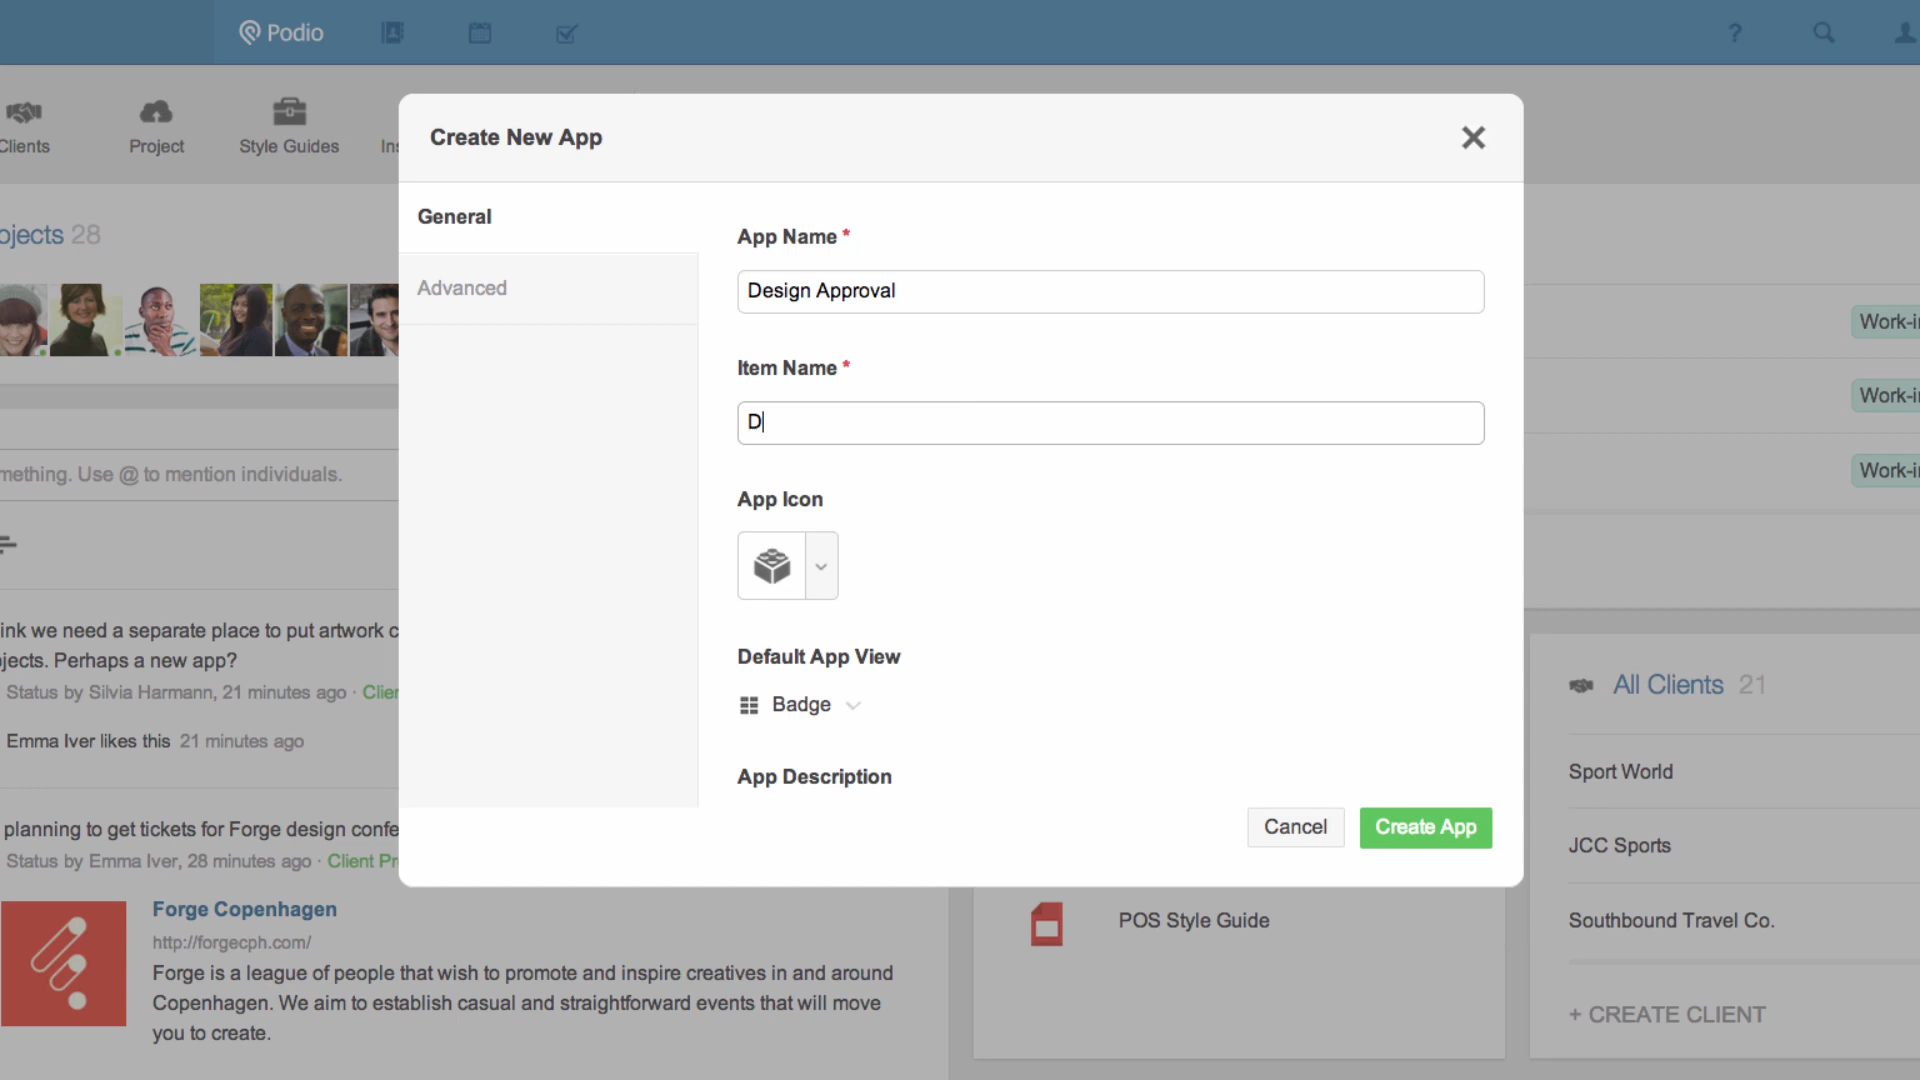 Podio
?
Clients
Project
Style Guides
Ins
Create New App
General
Advanced
App Name *
Design Approval
Item Name *
D
App Icon
Default App View
Badge
App Description
Cancel
Create App
ojects 28
mething. Use @ to mention individuals.
ink we need a separate place to put artwork c
jects. Perhaps a new app?
Status by Silvia Harmann, 21 minutes ago · Clien
Emma Iver likes this 21 minutes ago
planning to get tickets for Forge design confe
Status by Emma Iver, 28 minutes ago · Client Pr
Forge Copenhagen
http://forgecph.com/
Forge is a league of people that wish to promote and inspire creatives in and around
Copenhagen. We aim to establish casual and straightforward events that will move
you to create.
POS Style Guide
Work-in
Work-in
Work-in
All Clients 21
Sport World
JCC Sports
Southbound Travel Co.
+ CREATE CLIENT